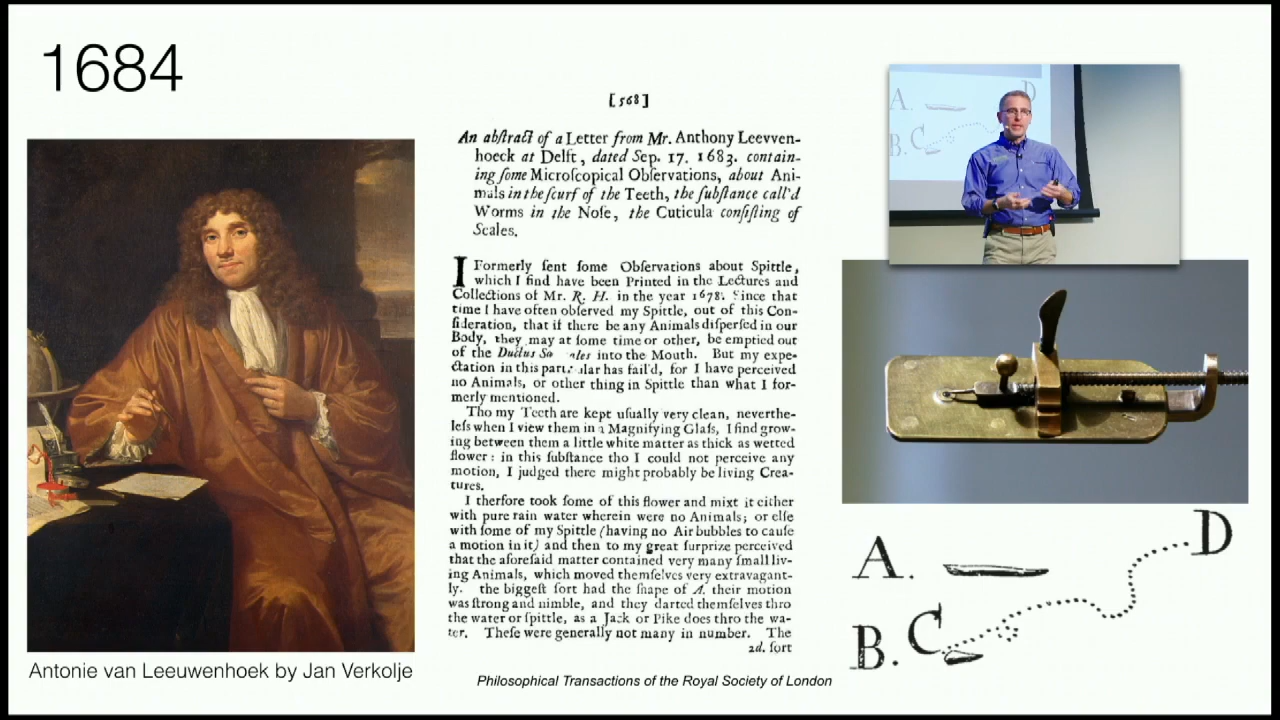 1684
[568]
An abſtract of a Letter from Mr. Anthony Leevven-
hoeck at Delft, dated Sep. 17. 1683. contain-
ing ſome Microſcopical Obſervations, about Ani-
mals in the ſcurf of the Teeth, the ſubſtance call'd
Worms in the Noſe, the Cuticula conſiſting of
Scales.
I Formerly ſent ſome Obſervations about Spittle,
which I find have been Printed in the Lectures and
Collections of Mr. R. H. in the year 1678. Since that
time I have often obſerved my Spittle, out of this Con-
ſideration, that if there be any Animals diſperſed in our
Body, they may at ſome time or other, be emptied out
of the Ductus into the Mouth. But my expe-
ctation in this has fail'd, for I have perceived
no Animals, or other thing in Spittle than what I for-
merly mentioned.
Tho my Teeth are kept uſually very clean, neverthe-
leſs when I view them in a Magnifying Glaſs, I find grow-
ing between them a little white matter as thick as wetted
flower: in this ſubſtance tho I could not perceive any
motion, I judged there might probably be living Crea-
tures.
I therfore took ſome of this flower and mixt it either
with pure rain water wherein were no Animals; or elſe
with ſome of my Spittle (having no Air bubbles to cauſe
a motion in it) and then to my great ſurprize perceived
that the aforeſaid matter contained very many ſmall liv-
ing Animals, which moved themſelves very extravagant-
ly. the biggeſt ſort had the ſhape of A. their motion
was ſtrong and nimble, and they darted themſelves thro
the water or ſpittle, as a Jack or Pike does thro the wa-
ter. Theſe were generally not many in number. The
2d. ſort
Antonie van Leeuwenhoek by Jan Verkolje
Philosophical Transactions of the Royal Society of London
A.
D
B. C
A.
D
B. C